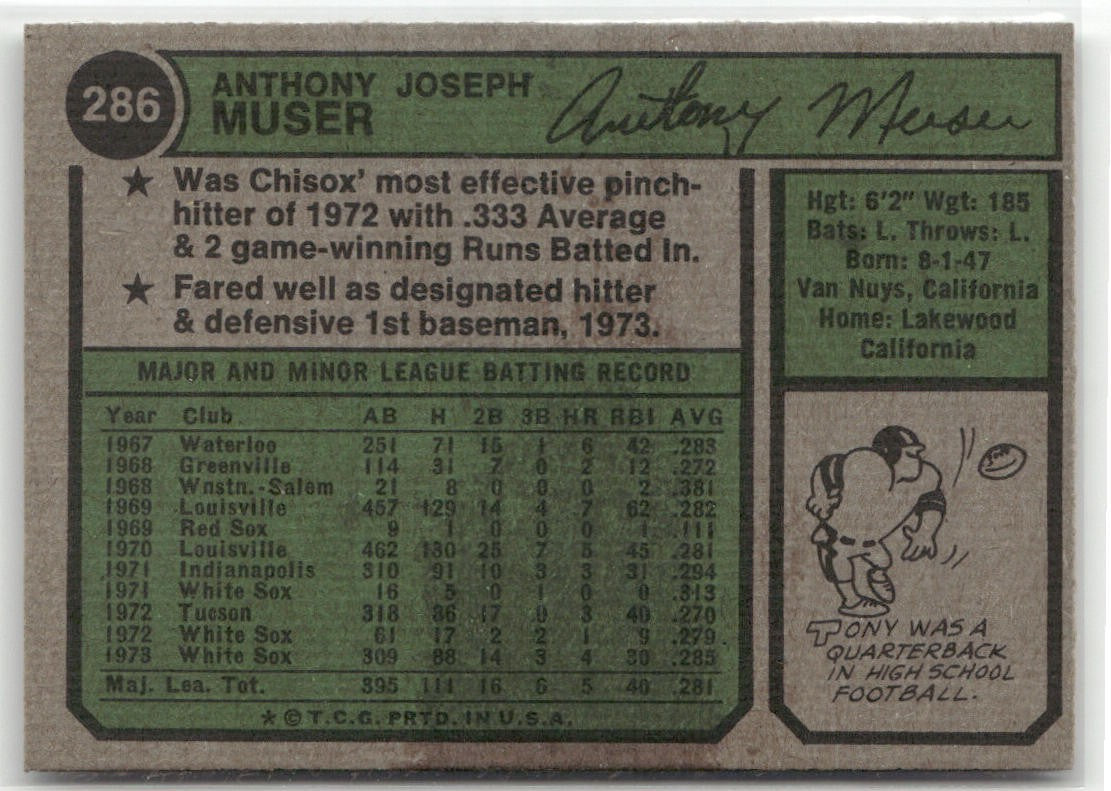 286
ANTHONY JOSEPH
MUSER
Anthony Muser
★ Was Chisox' most effective pinch-
hitter of 1972 with .333 Average
& 2 game-winning Runs Batted In.
★ Fared well as designated hitter
& defensive 1st baseman, 1973.
MAJOR AND MINOR LEAGUE BATTING RECORD
Year Club AB H 2B 3B HR RBI AVG
1967 Waterloo 251 71 15 1 6 42 .283
1968 Greenville 114 31 7 0 2 12 .272
1968 Wnstn.-Salem 21 8 0 0 0 2 .381
1969 Louisville 457 129 14 4 7 62 .282
1969 Red Sox 9 1 0 0 0 1 .111
1970 Louisville 462 130 25 7 5 45 .281
1971 Indianapolis 310 91 10 3 3 31 .294
1971 White Sox 16 5 0 1 0 0 .313
1972 Tucson 318 86 17 0 3 40 .270
1972 White Sox 61 17 2 2 1 9 .279
1973 White Sox 309 88 14 3 4 30 .285
Maj. Lea. Tot. 395 111 16 6 5 40 .281
★ © T.C.G. PRTD. IN U.S.A.
Hgt: 6'2" Wgt: 185
Bats: L. Throws: L.
Born: 8-1-47
Van Nuys, California
Home: Lakewood
California
TONY WAS A
QUARTERBACK
IN HIGH SCHOOL
FOOTBALL.